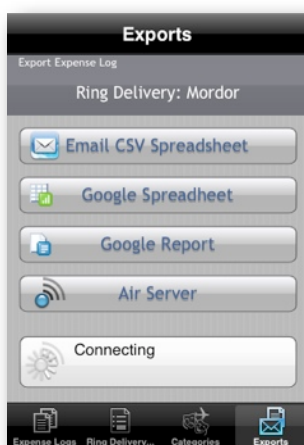 Exports
Export Expense Log
Ring Delivery: Mordor
Email CSV Spreadsheet
Google Spreadheet
Google Report
Air Server
Connecting
Expense Logs Ring Delivery... Categories Exports